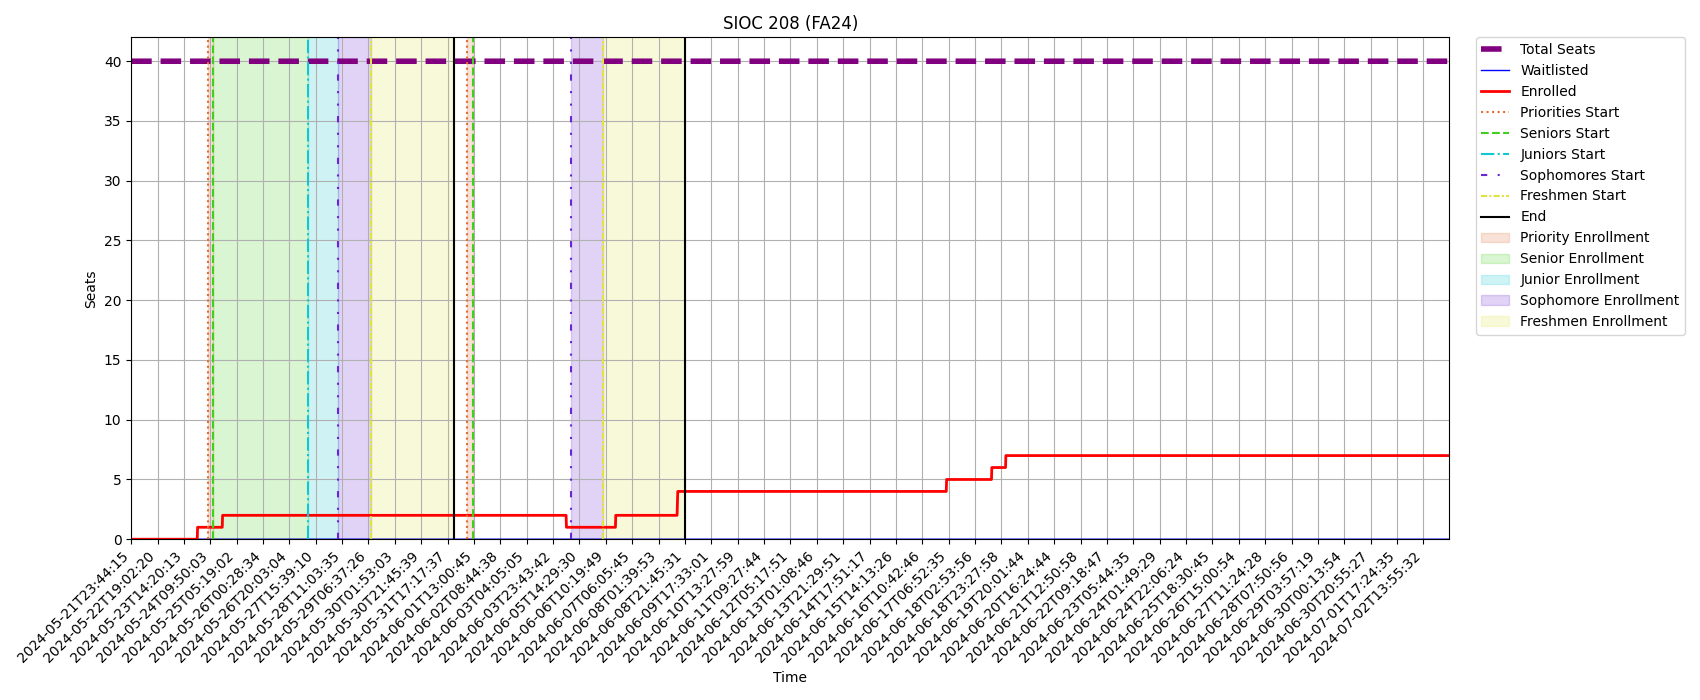 SIOC 208 (FA24)
Seats
40
35
30
25
20
15
10
5
0
2024-05-21T23:44:15
2024-05-22T19:02:20
2024-05-23T14:20:13
2024-05-24T09:50:03
2024-05-25T05:19:02
2024-05-26T00:28:34
2024-05-26T20:03:04
2024-05-27T15:39:10
2024-05-28T11:03:35
2024-05-29T06:37:26
2024-05-30T01:53:03
2024-05-30T21:45:39
2024-05-31T17:17:37
2024-06-01T13:00:45
2024-06-02T08:44:38
2024-06-03T04:05:05
2024-06-03T23:43:42
2024-06-05T14:29:30
2024-06-06T10:19:49
2024-06-07T06:05:45
2024-06-08T01:39:53
2024-06-08T21:45:31
2024-06-09T17:33:01
2024-06-10T13:27:59
2024-06-11T09:27:44
2024-06-12T05:17:51
2024-06-13T01:08:46
2024-06-13T21:29:51
2024-06-14T17:51:17
2024-06-15T14:13:26
2024-06-16T10:42:46
2024-06-17T06:52:35
2024-06-18T02:53:56
2024-06-18T23:27:58
2024-06-19T20:01:44
2024-06-20T16:24:44
2024-06-21T12:50:58
2024-06-22T09:18:47
2024-06-23T05:44:35
2024-06-24T01:49:29
2024-06-24T22:06:24
2024-06-25T18:30:45
2024-06-26T15:00:54
2024-06-27T11:24:28
2024-06-28T07:50:56
2024-06-29T03:57:19
2024-06-30T00:13:54
2024-06-30T20:55:27
2024-07-01T17:24:35
2024-07-02T13:55:32
Time
Total Seats
Waitlisted
Enrolled
Priorities Start
Seniors Start
Juniors Start
Sophomores Start
Freshmen Start
End
Priority Enrollment
Senior Enrollment
Junior Enrollment
Sophomore Enrollment
Freshmen Enrollment